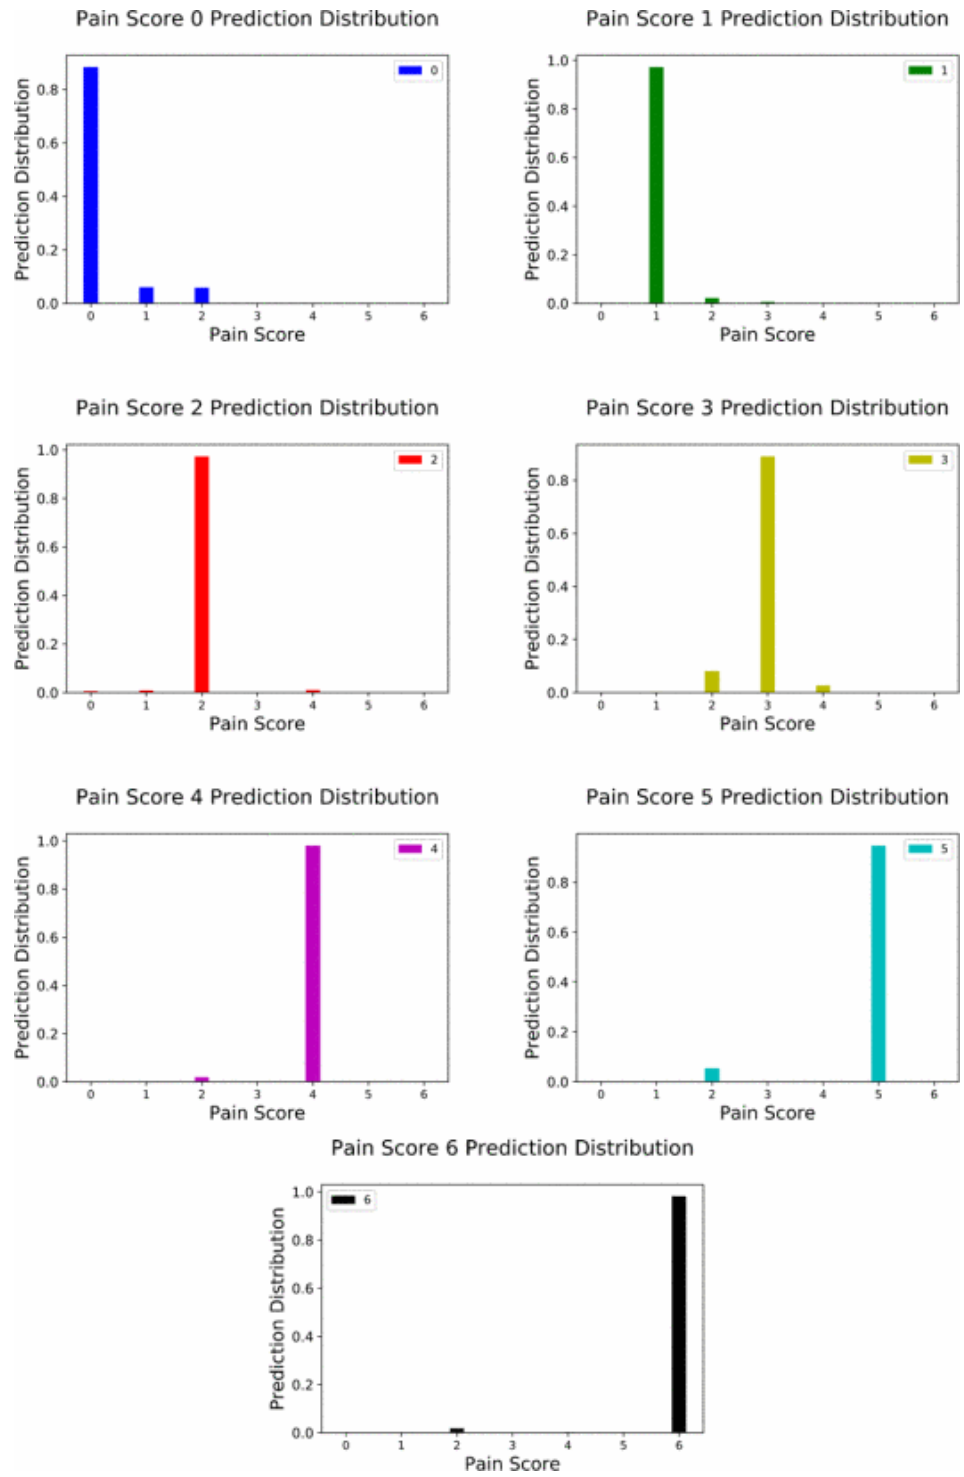 Pain Score 0 Prediction Distribution
0
Prediction Distribution
0.8
0.6
0.4
0.2
0.0
0 1 2 3 4 5 6
Pain Score
Pain Score 1 Prediction Distribution
1
Prediction Distribution
1.0
0.8
0.6
0.4
0.2
0.0
0 1 2 3 4 5 6
Pain Score
Pain Score 2 Prediction Distribution
2
Prediction Distribution
1.0
0.8
0.6
0.4
0.2
0.0
0 1 2 3 4 5 6
Pain Score
Pain Score 3 Prediction Distribution
3
Prediction Distribution
0.8
0.6
0.4
0.2
0.0
0 1 2 3 4 5 6
Pain Score
Pain Score 4 Prediction Distribution
4
Prediction Distribution
1.0
0.8
0.6
0.4
0.2
0.0
0 1 2 3 4 5 6
Pain Score
Pain Score 5 Prediction Distribution
5
Prediction Distribution
0.8
0.6
0.4
0.2
0.0
0 1 2 3 4 5 6
Pain Score
Pain Score 6 Prediction Distribution
6
Prediction Distribution
1.0
0.8
0.6
0.4
0.2
0.0
0 1 2 3 4 5 6
Pain Score